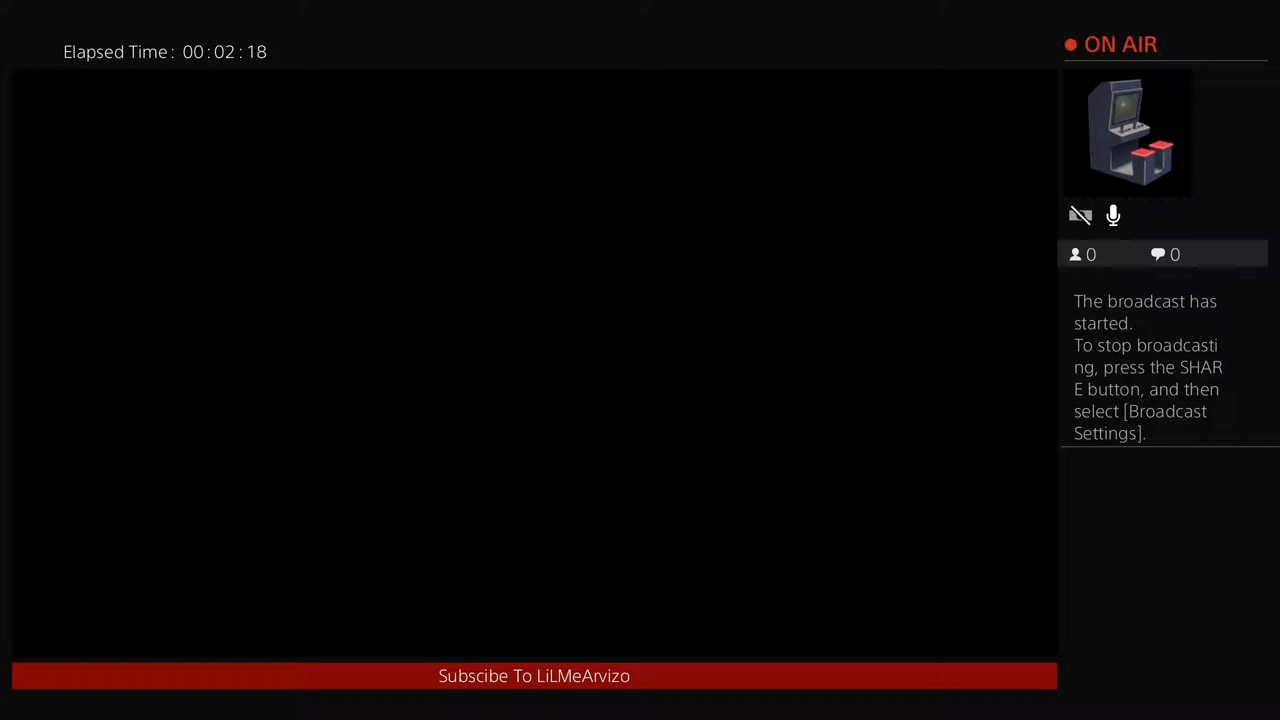 Elapsed Time: 00:02:18
ON AIR
0 0
The broadcast has
started.
To stop broadcasti
ng, press the SHAR
E button, and then
select [Broadcast
Settings].
Subscibe To LiLMeArvizo